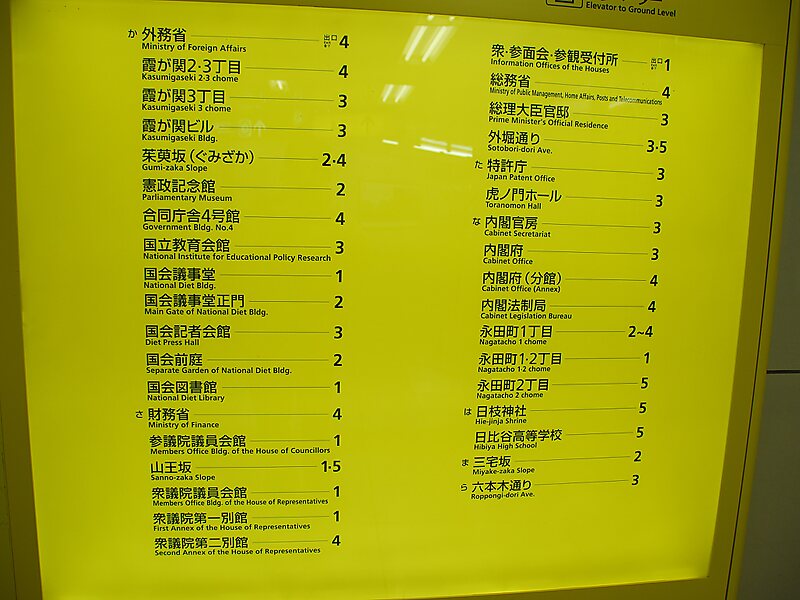 Elevator to Ground Level
か 外務省 出口 4
Ministry of Foreign Affairs
霞が関2·3丁目 4
Kasumigaseki 2·3 chome
霞が関3丁目 3
Kasumigaseki 3 chome
霞が関ビル 3
Kasumigaseki Bldg.
茱萸坂（ぐみざか） 2·4
Gumi-zaka Slope
憲政記念館 2
Parliamentary Museum
合同庁舎4号館 4
Government Bldg. No.4
国立教育会館 3
National Institute for Educational Policy Research
国会議事堂 1
National Diet Bldg.
国会議事堂正門 2
Main Gate of National Diet Bldg.
国会記者会館 3
Diet Press Hall
国会前庭 2
Separate Garden of National Diet Bldg.
国会図書館 1
National Diet Library
さ 財務省 4
Ministry of Finance
参議院議員会館 1
Members Office Bldg. of the House of Councillors
山王坂 1·5
Sanno-zaka Slope
衆議院議員会館 1
Members Office Bldg. of the House of Representatives
衆議院第一別館 1
First Annex of the House of Representatives
衆議院第二別館 4
Second Annex of the House of Representatives
衆·参面会·参観受付所 出口 1
Information Offices of the Houses
総務省 4
Ministry of Public Management, Home Affairs, Posts and Telecommunications
総理大臣官邸 3
Prime Minister's Official Residence
外堀通り 3·5
Sotobori-dori Ave.
た 特許庁 3
Japan Patent Office
虎ノ門ホール 3
Toranomon Hall
な 内閣官房 3
Cabinet Secretariat
内閣府 3
Cabinet Office
内閣府（分館） 4
Cabinet Office (Annex)
内閣法制局 4
Cabinet Legislation Bureau
永田町1丁目 2~4
Nagatacho 1 chome
永田町1·2丁目 1
Nagatacho 1·2 chome
永田町2丁目 5
Nagatacho 2 chome
は 日枝神社 5
Hie-jinja Shrine
日比谷高等学校 5
Hibiya High School
ま 三宅坂 2
Miyake-zaka Slope
ら 六本木通り 3
Roppongi-dori Ave.